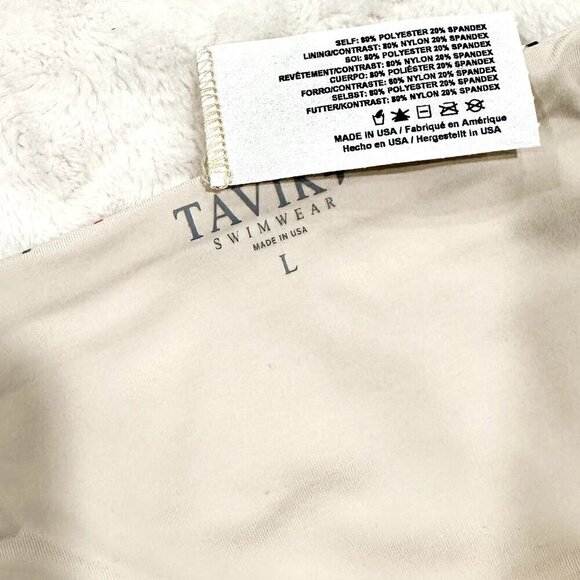 SELF: 80% POLYESTER 20% SPANDEX
LINING/CONTRAST: 80% NYLON 20% SPANDEX
SOI: 80% POLYESTER 20% SPANDEX
REVÊTEMENT/CONTRASTE: 80% NYLON 20% SPANDEX
CUERPO: 80% POLIÉSTER 20% SPANDEX
FORRO/CONTRASTE: 80% NYLON 20% SPANDEX
SELBST: 80% POLYESTER 20% SPANDEX
FUTTER/KONTRAST: 80% NYLON 20% SPANDEX
MADE IN USA / Fabriqué en Amérique
Hecho en USA / Hergestellt in USA
TAVIK
SWIMWEAR
MADE IN USA
L